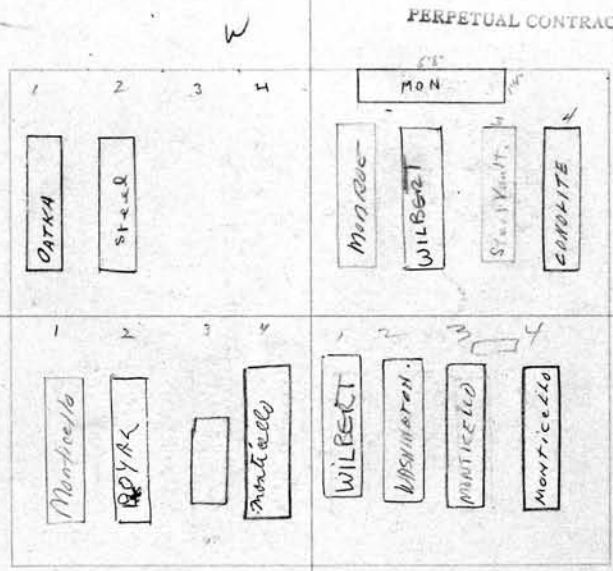 PERPETUAL CONTRAC
W
1 2 3 4
MON
4
OATKA
Steel
MONROE
WILBERT
Steel Vault.
CONOLITE
1 2 3 4
1 2 3 4
Monticello
monticello
WILBERT
WASHINGTON.
MONTICELLO
MONTICELLO